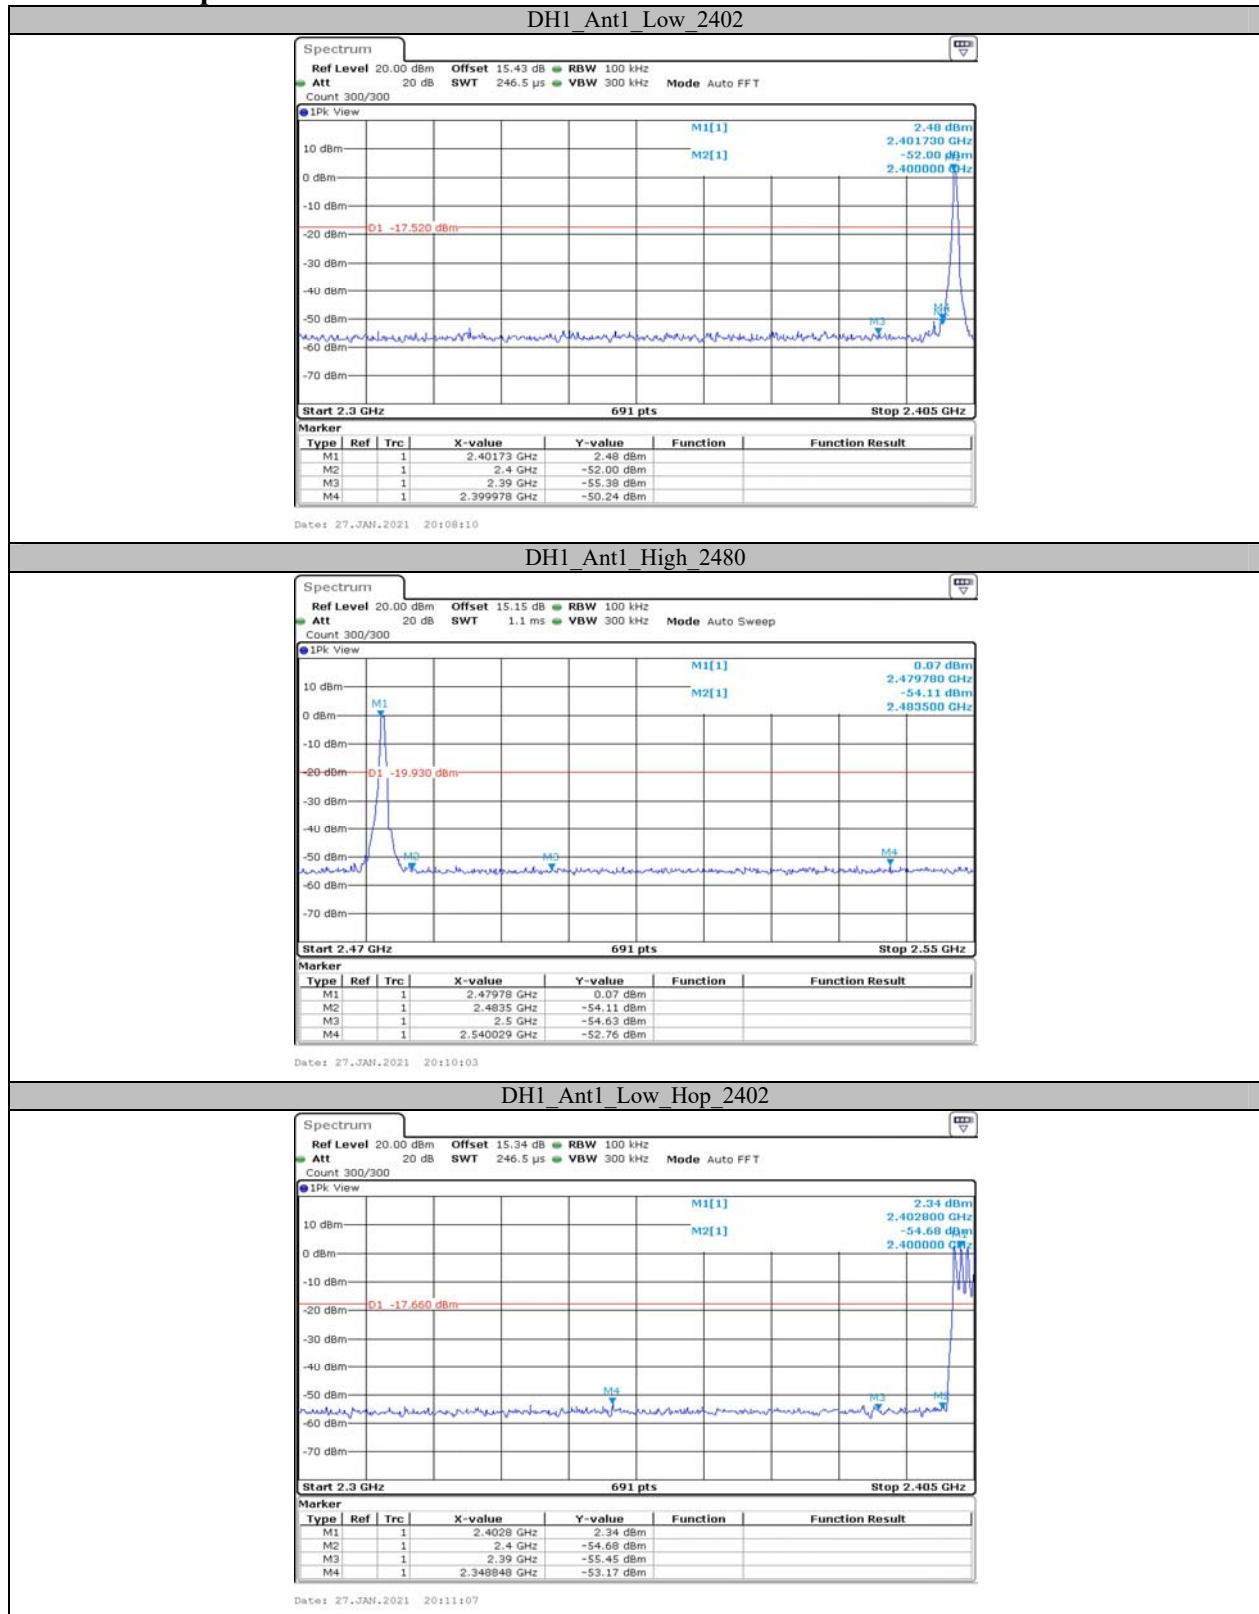 DH1_Ant1_Low_2402
Spectrum
Ref Level 20.00 dBm Offset 15.43 dB RBW 100 kHz
Att 20 dB SWT 246.5 µs VBW 300 kHz Mode Auto FFT
Count 300/300
1Pk View
M1[1] 2.48 dBm
2.401730 GHz
10 dBm
M2[1] -52.00 dBm
2.400000 GHz
0 dBm
-10 dBm
D1 -17.520 dBm
-20 dBm
-30 dBm
-40 dBm
-50 dBm
M3
-60 dBm
-70 dBm
Start 2.3 GHz 691 pts Stop 2.405 GHz
Marker
Type Ref Trc X-value Y-value Function Function Result
M1 1 2.40173 GHz 2.48 dBm
M2 1 2.4 GHz -52.00 dBm
M3 1 2.39 GHz -55.38 dBm
M4 1 2.399978 GHz -50.24 dBm
Date: 27.JAN.2021 20:08:10
DH1_Ant1_High_2480
Spectrum
Ref Level 20.00 dBm Offset 15.15 dB RBW 100 kHz
Att 20 dB SWT 1.1 ms VBW 300 kHz Mode Auto Sweep
Count 300/300
1Pk View
M1[1] 0.07 dBm
2.479780 GHz
10 dBm
M2[1] -54.11 dBm
2.483500 GHz
M1
0 dBm
-10 dBm
-20 dBm D1 -19.930 dBm
-30 dBm
-40 dBm
-50 dBm
M4
-60 dBm
-70 dBm
Start 2.47 GHz 691 pts Stop 2.55 GHz
Marker
Type Ref Trc X-value Y-value Function Function Result
M1 1 2.47978 GHz 0.07 dBm
M2 1 2.4835 GHz -54.11 dBm
M3 1 2.5 GHz -54.63 dBm
M4 1 2.540029 GHz -52.76 dBm
Date: 27.JAN.2021 20:10:03
DH1_Ant1_Low_Hop_2402
Spectrum
Ref Level 20.00 dBm Offset 15.34 dB RBW 100 kHz
Att 20 dB SWT 246.5 µs VBW 300 kHz Mode Auto FFT
Count 300/300
1Pk View
M1[1] 2.34 dBm
2.402800 GHz
10 dBm
M2[1] -54.68 dBm
2.400000 GHz
0 dBm
-10 dBm
D1 -17.660 dBm
-20 dBm
-30 dBm
-40 dBm
-50 dBm
M4 M3 M2
-60 dBm
-70 dBm
Start 2.3 GHz 691 pts Stop 2.405 GHz
Marker
Type Ref Trc X-value Y-value Function Function Result
M1 1 2.4028 GHz 2.34 dBm
M2 1 2.4 GHz -54.68 dBm
M3 1 2.39 GHz -55.45 dBm
M4 1 2.348848 GHz -53.17 dBm
Date: 27.JAN.2021 20:11:07